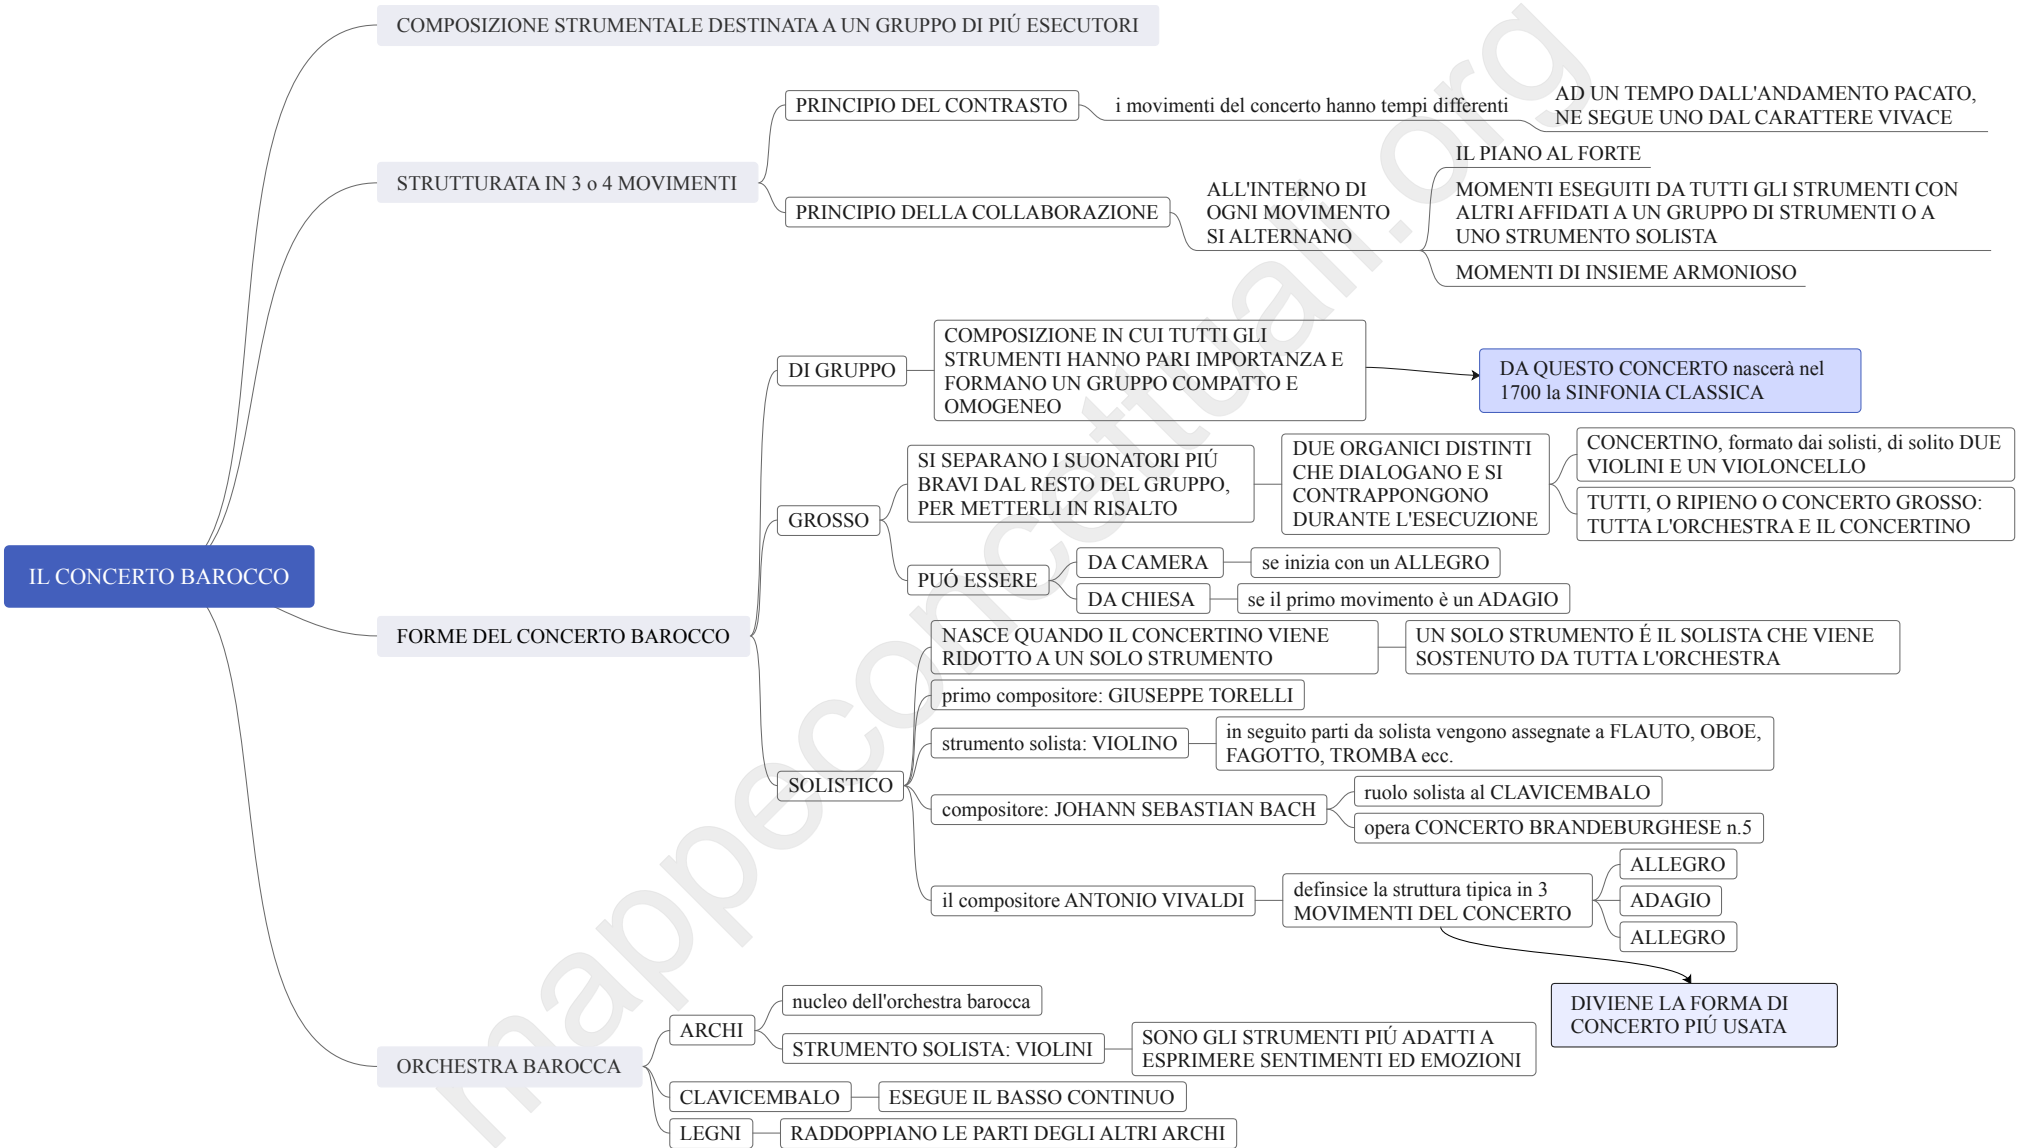 COMPOSIZIONE STRUMENTALE DESTINATA A UN GRUPPO DI PIÚ ESECUTORI
STRUTTURATA IN 3 o 4 MOVIMENTI
PRINCIPIO DEL CONTRASTO
i movimenti del concerto hanno tempi differenti
AD UN TEMPO DALL'ANDAMENTO PACATO,
NE SEGUE UNO DAL CARATTERE VIVACE
PRINCIPIO DELLA COLLABORAZIONE
ALL'INTERNO DI
OGNI MOVIMENTO
SI ALTERNANO
IL PIANO AL FORTE
MOMENTI ESEGUITI DA TUTTI GLI STRUMENTI CON
ALTRI AFFIDATI A UN GRUPPO DI STRUMENTI O A
UNO STRUMENTO SOLISTA
MOMENTI DI INSIEME ARMONIOSO
IL CONCERTO BAROCCO
FORME DEL CONCERTO BAROCCO
DI GRUPPO
COMPOSIZIONE IN CUI TUTTI GLI
STRUMENTI HANNO PARI IMPORTANZA E
FORMANO UN GRUPPO COMPATTO E
OMOGENEO
DA QUESTO CONCERTO nascerà nel
1700 la SINFONIA CLASSICA
GROSSO
SI SEPARANO I SUONATORI PIÚ
BRAVI DAL RESTO DEL GRUPPO,
PER METTERLI IN RISALTO
DUE ORGANICI DISTINTI
CHE DIALOGANO E SI
CONTRAPPONGONO
DURANTE L'ESECUZIONE
CONCERTINO, formato dai solisti, di solito DUE
VIOLINI E UN VIOLONCELLO
TUTTI, O RIPIENO O CONCERTO GROSSO:
TUTTA L'ORCHESTRA E IL CONCERTINO
PUÓ ESSERE
DA CAMERA
se inizia con un ALLEGRO
DA CHIESA
se il primo movimento è un ADAGIO
SOLISTICO
NASCE QUANDO IL CONCERTINO VIENE
RIDOTTO A UN SOLO STRUMENTO
UN SOLO STRUMENTO É IL SOLISTA CHE VIENE
SOSTENUTO DA TUTTA L'ORCHESTRA
primo compositore: GIUSEPPE TORELLI
strumento solista: VIOLINO
in seguito parti da solista vengono assegnate a FLAUTO, OBOE,
FAGOTTO, TROMBA ecc.
compositore: JOHANN SEBASTIAN BACH
ruolo solista al CLAVICEMBALO
opera CONCERTO BRANDEBURGHESE n.5
il compositore ANTONIO VIVALDI
definsice la struttura tipica in 3
MOVIMENTI DEL CONCERTO
ALLEGRO
ADAGIO
ALLEGRO
DIVIENE LA FORMA DI
CONCERTO PIÚ USATA
ORCHESTRA BAROCCA
ARCHI
nucleo dell'orchestra barocca
STRUMENTO SOLISTA: VIOLINI
SONO GLI STRUMENTI PIÚ ADATTI A
ESPRIMERE SENTIMENTI ED EMOZIONI
CLAVICEMBALO
ESEGUE IL BASSO CONTINUO
LEGNI
RADDOPPIANO LE PARTI DEGLI ALTRI ARCHI
mappeconcettuali.org